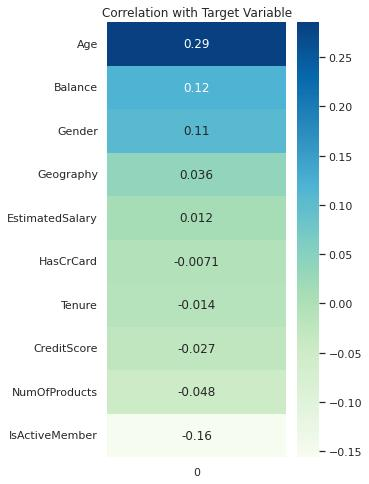 Correlation with Target Variable
Age 0.29
Balance 0.12
Gender 0.11
Geography 0.036
EstimatedSalary 0.012
HasCrCard -0.0071
Tenure -0.014
CreditScore -0.027
NumOfProducts -0.048
IsActiveMember -0.16
0
0.25
0.20
0.15
0.10
0.05
0.00
−0.05
−0.10
−0.15